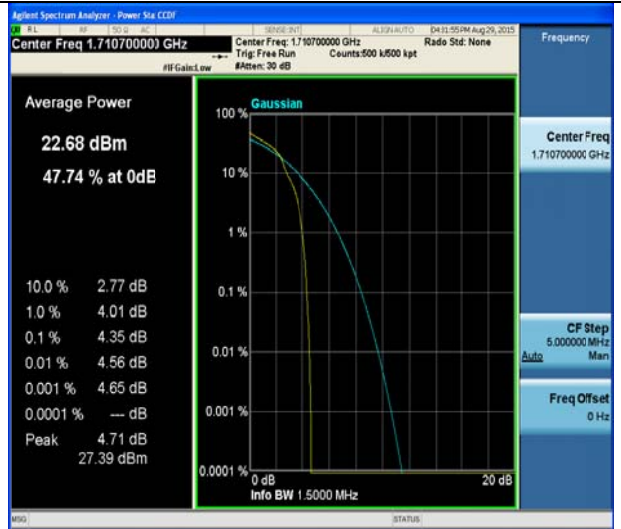 Agilent Spectrum Analyzer - Power Stat CCDF
RL RF 50 Ω AC SENSE:INT ALIGN AUTO 04:31:55 PM Aug 29, 2015
Center Freq 1.710700000 GHz
Center Freq: 1.710700000 GHz Radio Std: None
Trig: Free Run Counts:500 k/500 kpt
#IFGain:Low #Atten: 30 dB
Frequency
Average Power
22.68 dBm
47.74 % at 0dB
10.0 % 2.77 dB
1.0 % 4.01 dB
0.1 % 4.35 dB
0.01 % 4.56 dB
0.001 % 4.65 dB
0.0001 % --- dB
Peak 4.71 dB
27.39 dBm
Gaussian
100 %
10 %
1 %
0.1 %
0.01 %
0.001 %
0.0001 %
0 dB 20 dB
Info BW 1.5000 MHz
Center Freq
1.710700000 GHz
CF Step
5.000000 MHz
Auto Man
Freq Offset
0 Hz
MSG STATUS